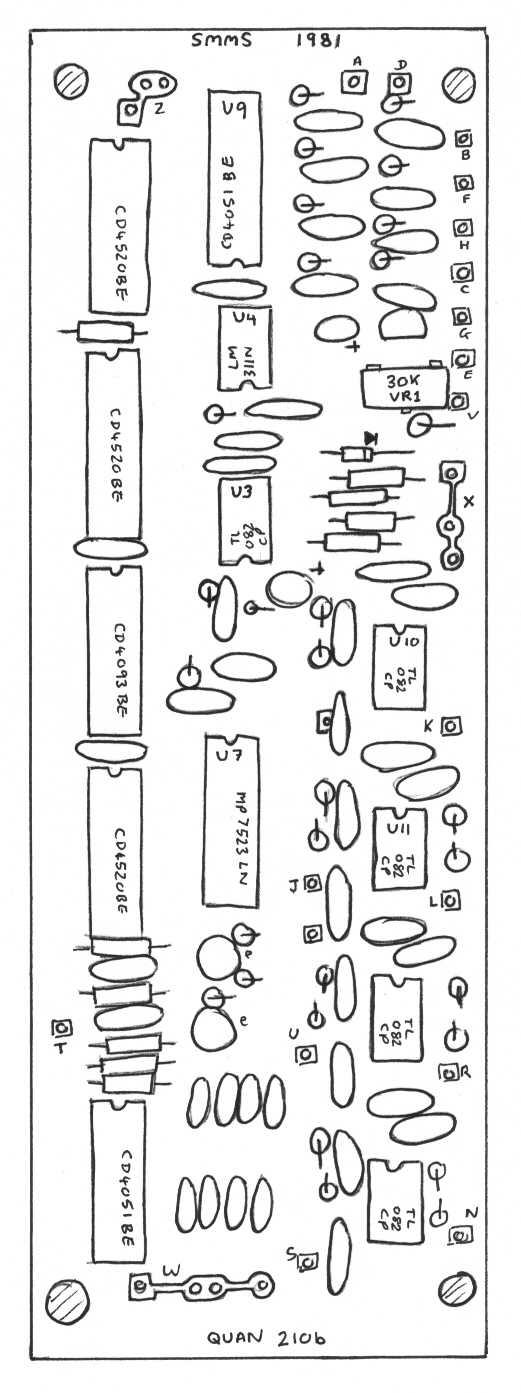 SMMS 1981
A D
Z
U9
CD4051BE
B
CD4520BE
F
H
C
U4
LM
311N
G
+
E
30K
VR1
V
CD4520BE
X
U3
TL
082
CP
+
CD4093BE
U10
TL
082
CP
K
U7
MP7523LN
CD4520BE
U11
TL
082
CP
J
L
e
e
TL
082
CP
T
U
R
CD4051BE
TL
082
CP
N
S
W
QUAN 210b